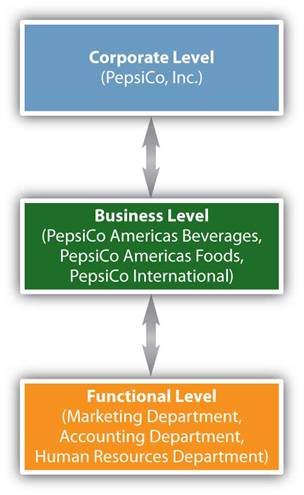 Corporate Level
(PepsiCo, Inc.)
Business Level
(PepsiCo Americas Beverages,
PepsiCo Americas Foods,
PepsiCo International)
Functional Level
(Marketing Department,
Accounting Department,
Human Resources Department)